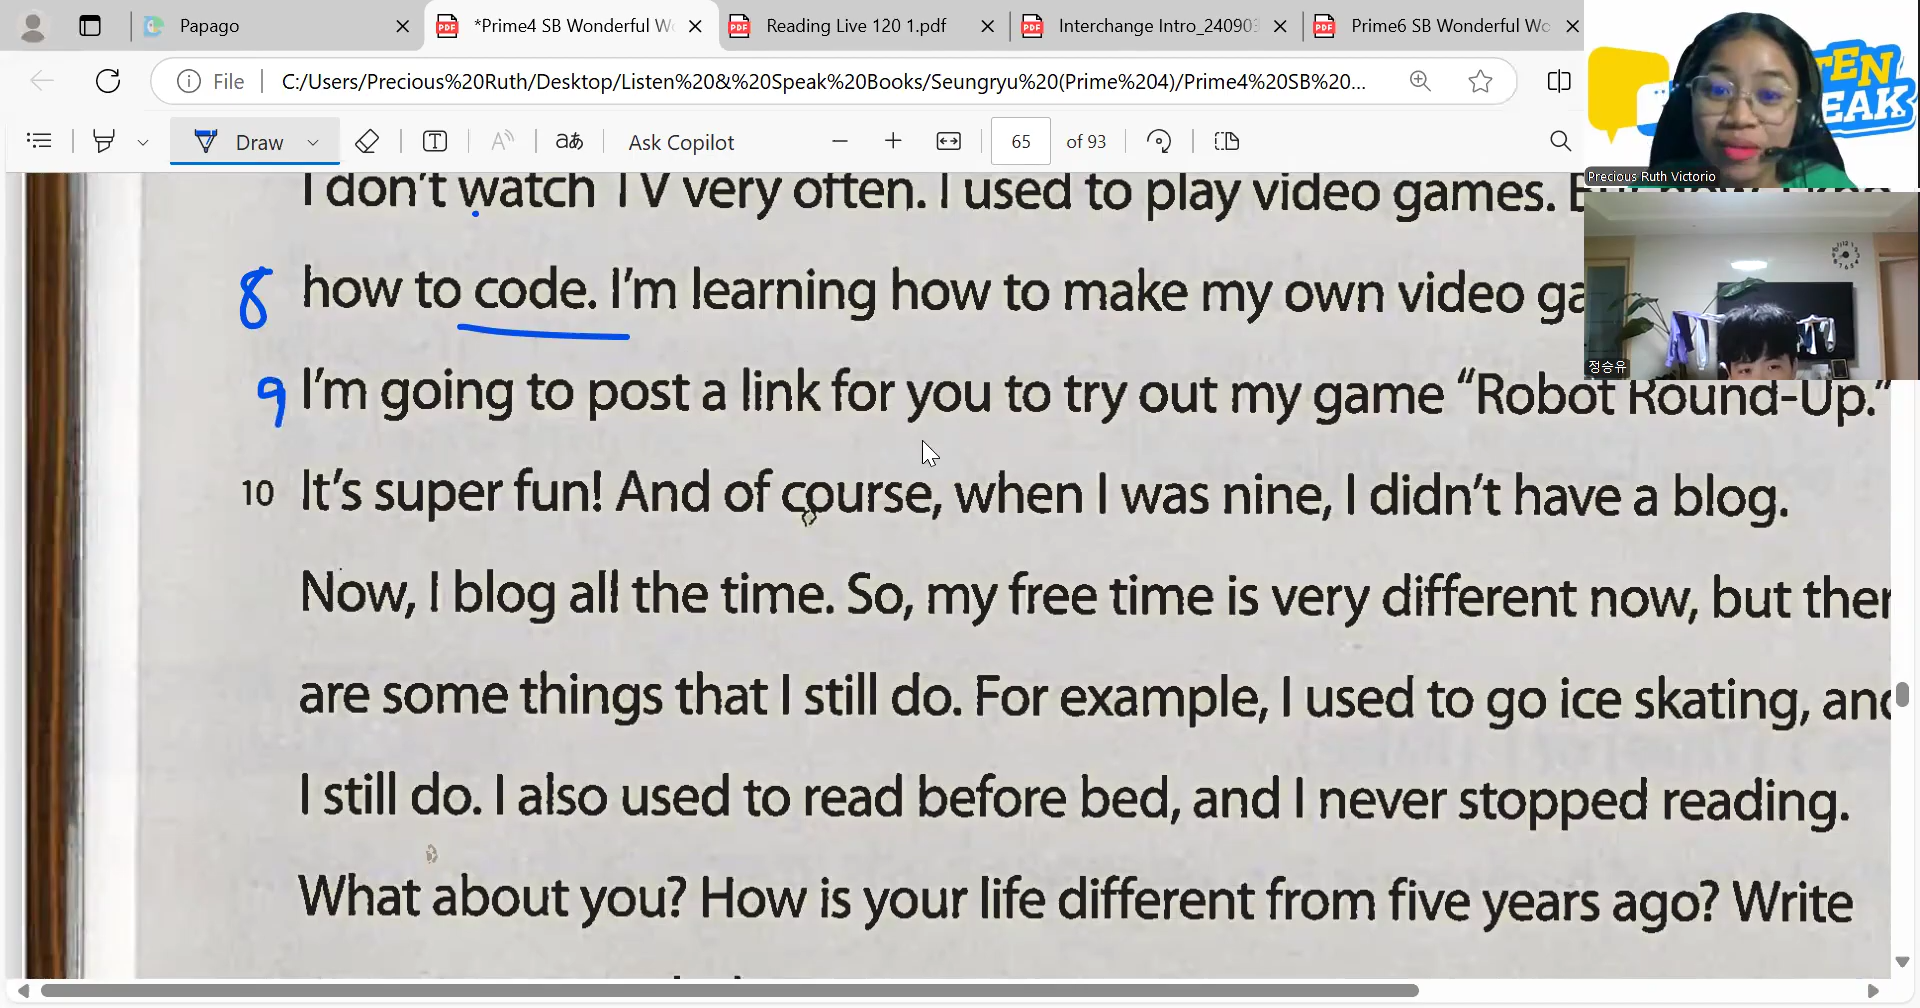 Papago
*Prime4 SB Wonderful W
Reading Live 120 1.pdf
Interchange Intro_24090
Prime6 SB Wonderful Wo
File
C:/Users/Precious%20Ruth/Desktop/Listen%20&%20Speak%20Books/Seungryu%20(Prime%204)/Prime4%20SB%20...
Draw
T
aあ
Ask Copilot
65 of 93
TEN
EAK
Precious Ruth Victorio
정승유
I don't watch TV very often. I used to play video games.
8 how to code. I'm learning how to make my own video ga
9 I'm going to post a link for you to try out my game "Robot Round-Up."
10 It's super fun! And of course, when I was nine, I didn't have a blog.
Now, I blog all the time. So, my free time is very different now, but ther
are some things that I still do. For example, I used to go ice skating, and
I still do. I also used to read before bed, and I never stopped reading.
What about you? How is your life different from five years ago? Write